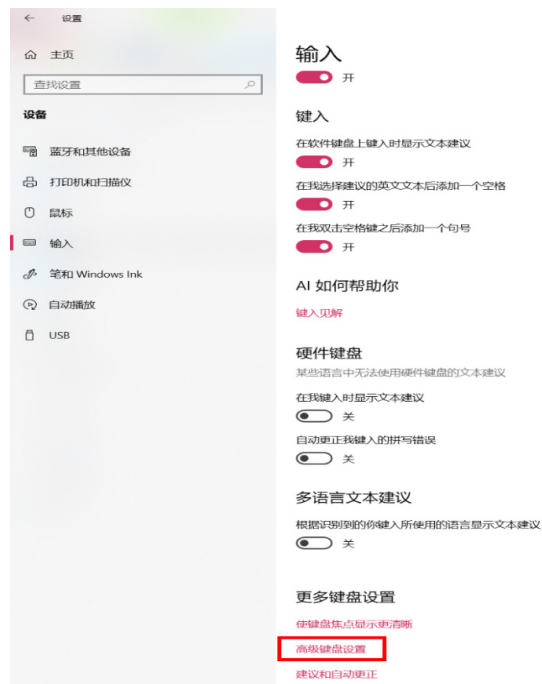 设置
主页
查找设置
设备
蓝牙和其他设备
打印机和扫描仪
鼠标
输入
笔和 Windows Ink
自动播放
USB
输入
开
键入
在软件键盘上键入时显示文本建议
开
在我选择建议的英文文本后添加一个空格
开
在我双击空格键之后添加一个句号
开
AI 如何帮助你
键入见解
硬件键盘
某些语言中无法使用硬件键盘的文本建议
在我键入时显示文本建议
关
自动更正我键入的拼写错误
关
多语言文本建议
根据识别到的你键入所使用的语言显示文本建议
关
更多键盘设置
使键盘焦点显示更清晰
高级键盘设置
建议和自动更正